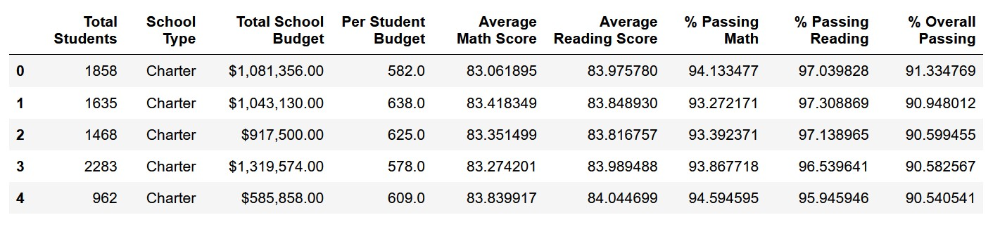 Total Students School Type Total School Budget Per Student Budget Average Math Score Average Reading Score % Passing Math % Passing Reading % Overall Passing
0 1858 Charter $1,081,356.00 582.0 83.061895 83.975780 94.133477 97.039828 91.334769
1 1635 Charter $1,043,130.00 638.0 83.418349 83.848930 93.272171 97.308869 90.948012
2 1468 Charter $917,500.00 625.0 83.351499 83.816757 93.392371 97.138965 90.599455
3 2283 Charter $1,319,574.00 578.0 83.274201 83.989488 93.867718 96.539641 90.582567
4 962 Charter $585,858.00 609.0 83.839917 84.044699 94.594595 95.945946 90.540541